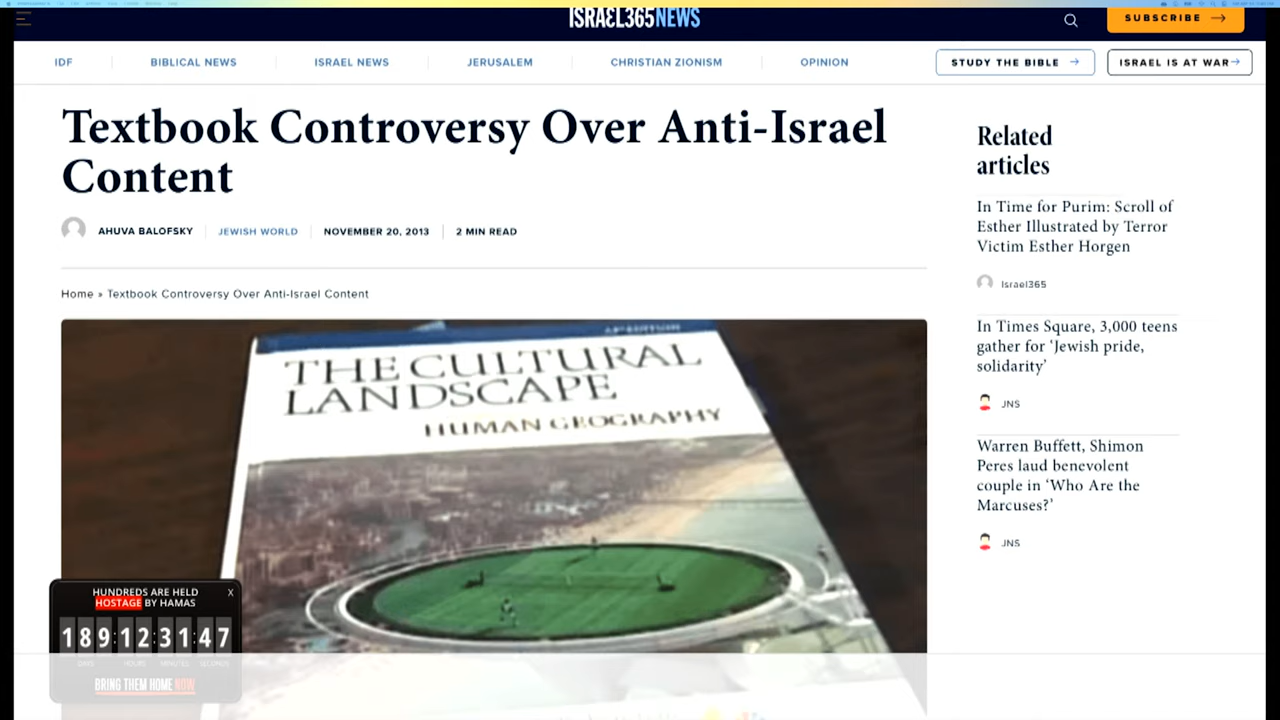 ISRAEL365NEWS
SUBSCRIBE →
IDF
BIBLICAL NEWS
ISRAEL NEWS
JERUSALEM
CHRISTIAN ZIONISM
OPINION
STUDY THE BIBLE →
ISRAEL IS AT WAR→
Textbook Controversy Over Anti-Israel
Content
AHUVA BALOFSKY
JEWISH WORLD
NOVEMBER 20, 2013
2 MIN READ
Home » Textbook Controversy Over Anti-Israel Content
EDITION
THE CULTURAL
LANDSCAPE
HUMAN GEOGRAPHY
HUNDREDS ARE HELD
HOSTAGE BY HAMAS
X
189:12:31:47
DAYS HOURS MINUTES SECONDS
BRING THEM HOME NOW
Related
articles
In Time for Purim: Scroll of
Esther Illustrated by Terror
Victim Esther Horgen
Israel365
In Times Square, 3,000 teens
gather for ‘Jewish pride,
solidarity’
JNS
Warren Buffett, Shimon
Peres laud benevolent
couple in ‘Who Are the
Marcuses?’
JNS